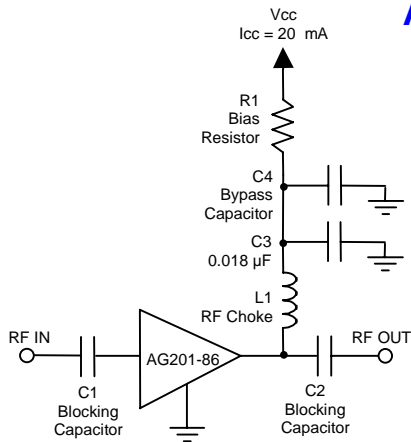 Vcc
Icc = 20 mA
R1
Bias
Resistor
C4
Bypass
Capacitor
C3
0.018 µF
L1
RF Choke
RF IN
AG201-86
RF OUT
C1
Blocking
Capacitor
C2
Blocking
Capacitor